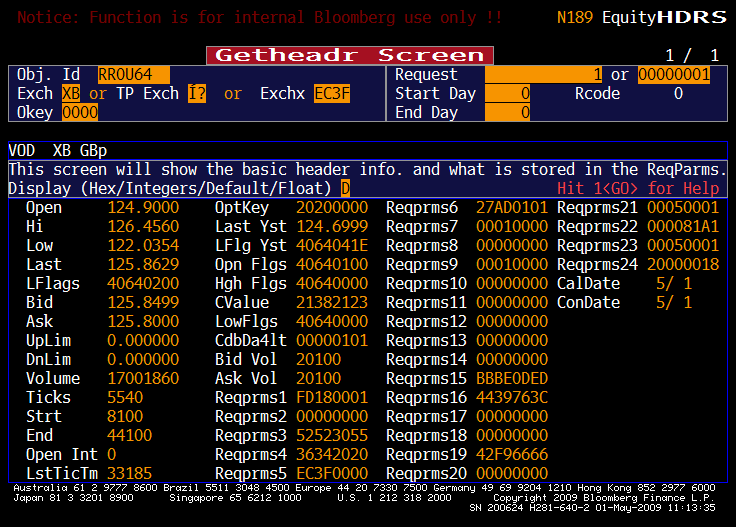 Notice: Function is for internal Bloomberg use only !! N189 EquityHDRS
Getheadr Screen 1 / 1
Obj. Id RR0U64 Request 1 or 00000001
Exch XB or TP Exch Í? or Exchx EC3F Start Day 0 Rcode 0
Okey 0000 End Day 0
VOD XB GBp
This screen will show the basic header info. and what is stored in the ReqParms.
Display (Hex/Integers/Default/Float) D Hit 1<GO> for Help
Open 124.9000 OptKey 20200000 Reqprms6 27AD0101 Reqprms21 00050001
Hi 126.4560 Last Yst 124.6999 Reqprms7 00010000 Reqprms22 000081A1
Low 122.0354 LFlg Yst 4064041E Reqprms8 00000000 Reqprms23 00050001
Last 125.8629 Opn Flgs 40640100 Reqprms9 00010000 Reqprms24 20000018
LFlags 40640200 Hgh Flgs 40640000 Reqprms10 00000000 CalDate 5/ 1
Bid 125.8499 CValue 21382123 Reqprms11 00000000 ConDate 5/ 1
Ask 125.8000 LowFlgs 40640000 Reqprms12 00000000
UpLim 0.000000 CdbDa4lt 00000101 Reqprms13 00000000
DnLim 0.000000 Bid Vol 20100 Reqprms14 00000000
Volume 17001860 Ask Vol 20100 Reqprms15 BBBE0DED
Ticks 5540 Reqprms1 FD180001 Reqprms16 4439763C
Strt 8100 Reqprms2 00000000 Reqprms17 00000000
End 44100 Reqprms3 52523055 Reqprms18 00000000
Open Int 0 Reqprms4 36342020 Reqprms19 42F96666
LstTicTm 33185 Reqprms5 EC3F0000 Reqprms20 00000000
Australia 61 2 9777 8600 Brazil 5511 3048 4500 Europe 44 20 7330 7500 Germany 49 69 9204 1210 Hong Kong 852 2977 6000
Japan 81 3 3201 8900 Singapore 65 6212 1000 U.S. 1 212 318 2000 Copyright 2009 Bloomberg Finance L.P.
SN 200624 H281-640-2 01-May-2009 11:13:35